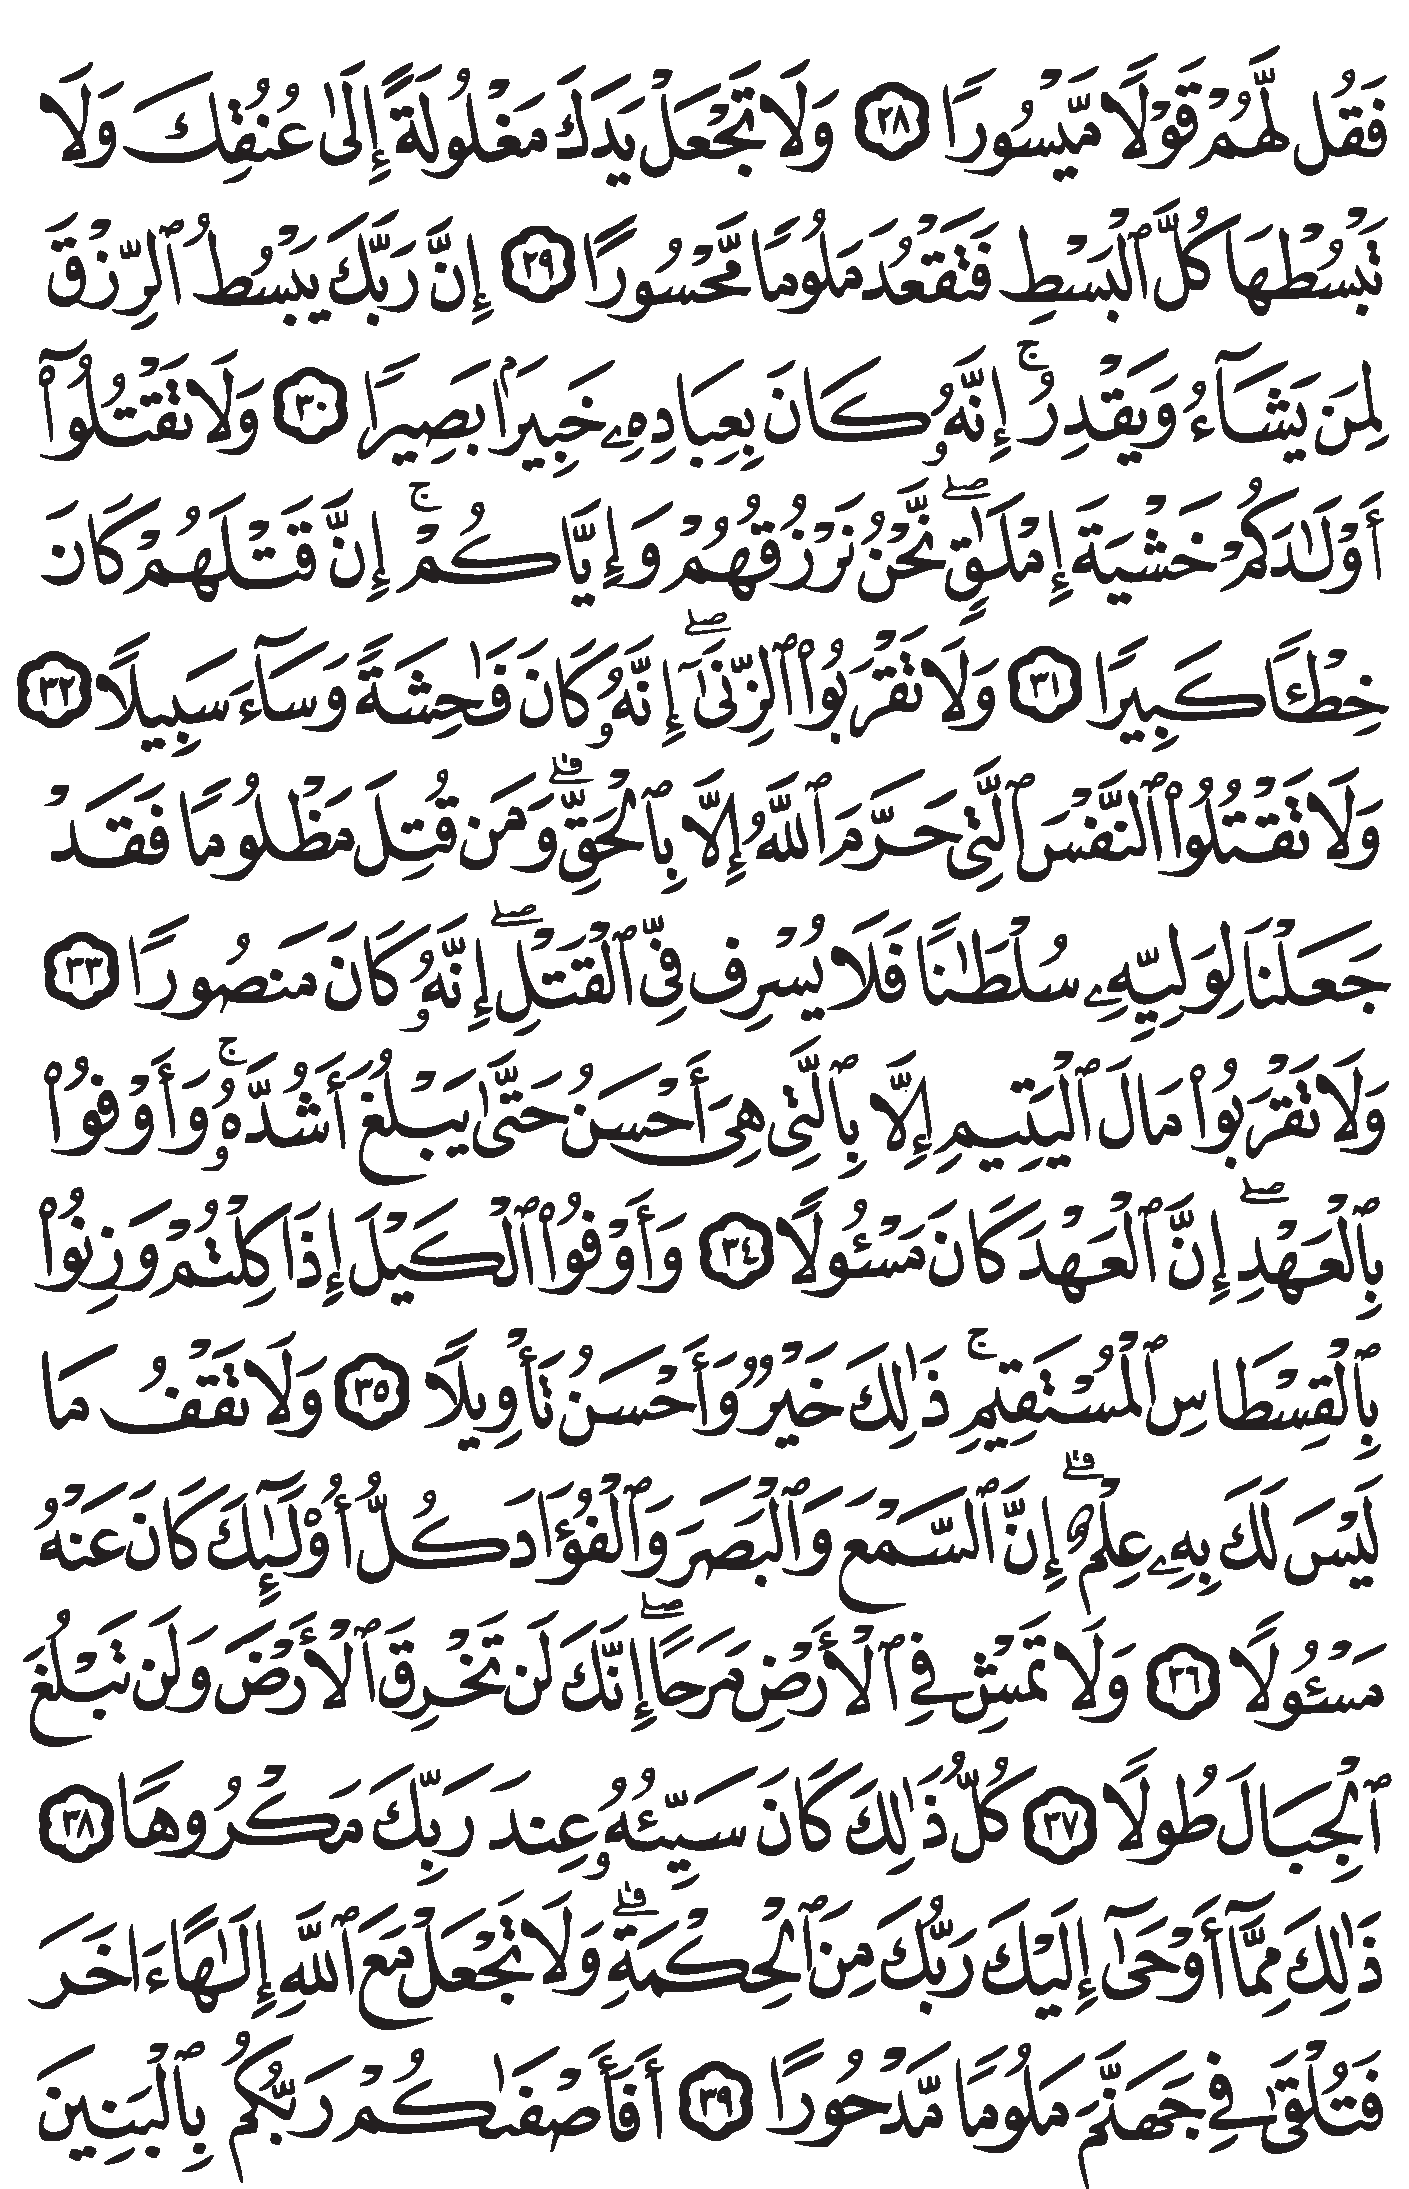 فَقُل لَّهُمْ قَوْلًا مَّيْسُورًا ٢٨ وَلَا تَجْعَلْ يَدَكَ مَغْلُولَةً إِلَىٰ عُنُقِكَ وَلَا
تَبْسُطْهَا كُلَّ ٱلْبَسْطِ فَتَقْعُدَ مَلُومًا مَّحْسُورًا ٢٩ إِنَّ رَبَّكَ يَبْسُطُ ٱلرِّزْقَ
لِمَن يَشَآءُ وَيَقْدِرُ ۚ إِنَّهُۥ كَانَ بِعِبَادِهِۦ خَبِيرَۢا بَصِيرًا ٣٠ وَلَا تَقْتُلُوٓا۟
أَوْلَٰدَكُمْ خَشْيَةَ إِمْلَٰقٍ ۖ نَّحْنُ نَرْزُقُهُمْ وَإِيَّاكُمْ ۚ إِنَّ قَتْلَهُمْ كَانَ
خِطْـًٔا كَبِيرًا ٣١ وَلَا تَقْرَبُوا۟ ٱلزِّنَىٰٓ ۖ إِنَّهُۥ كَانَ فَٰحِشَةً وَسَآءَ سَبِيلًا ٣٢
وَلَا تَقْتُلُوا۟ ٱلنَّفْسَ ٱلَّتِى حَرَّمَ ٱللَّهُ إِلَّا بِٱلْحَقِّ ۗ وَمَن قُتِلَ مَظْلُومًا فَقَدْ
جَعَلْنَا لِوَلِيِّهِۦ سُلْطَٰنًا فَلَا يُسْرِف فِّى ٱلْقَتْلِ ۖ إِنَّهُۥ كَانَ مَنصُورًا ٣٣
وَلَا تَقْرَبُوا۟ مَالَ ٱلْيَتِيمِ إِلَّا بِٱلَّتِى هِىَ أَحْسَنُ حَتَّىٰ يَبْلُغَ أَشُدَّهُۥ ۚ وَأَوْفُوا۟
بِٱلْعَهْدِ ۖ إِنَّ ٱلْعَهْدَ كَانَ مَسْـُٔولًا ٣٤ وَأَوْفُوا۟ ٱلْكَيْلَ إِذَا كِلْتُمْ وَزِنُوا۟
بِٱلْقِسْطَاسِ ٱلْمُسْتَقِيمِ ۚ ذَٰلِكَ خَيْرٌ وَأَحْسَنُ تَأْوِيلًا ٣٥ وَلَا تَقْفُ مَا
لَيْسَ لَكَ بِهِۦ عِلْمٌ ۗ إِنَّ ٱلسَّمْعَ وَٱلْبَصَرَ وَٱلْفُؤَادَ كُلُّ أُو۟لَٰٓئِكَ كَانَ عَنْهُ
مَسْـُٔولًا ٣٦ وَلَا تَمْشِ فِى ٱلْأَرْضِ مَرَحًا ۖ إِنَّكَ لَن تَخْرِقَ ٱلْأَرْضَ وَلَن تَبْلُغَ
ٱلْجِبَالَ طُولًا ٣٧ كُلُّ ذَٰلِكَ كَانَ سَيِّئُهُۥ عِندَ رَبِّكَ مَكْرُوهًا ٣٨
ذَٰلِكَ مِمَّآ أَوْحَىٰٓ إِلَيْكَ رَبُّكَ مِنَ ٱلْحِكْمَةِ ۗ وَلَا تَجْعَلْ مَعَ ٱللَّهِ إِلَٰهًا ءَاخَرَ
فَتُلْقَىٰ فِى جَهَنَّمَ مَلُومًا مَّدْحُورًا ٣٩ أَفَأَصْفَىٰكُمْ رَبُّكُم بِٱلْبَنِينَ